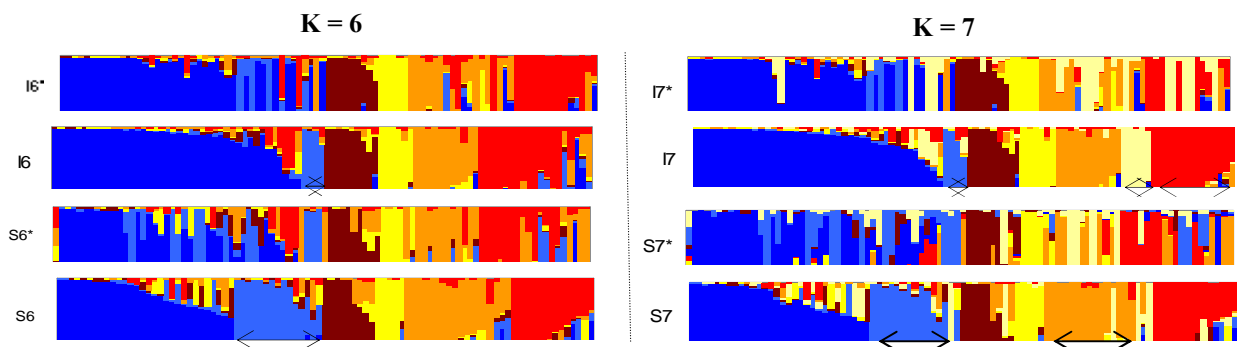 K = 6
I6*
I6
S6*
S6
K = 7
I7*
I7
S7*
S7